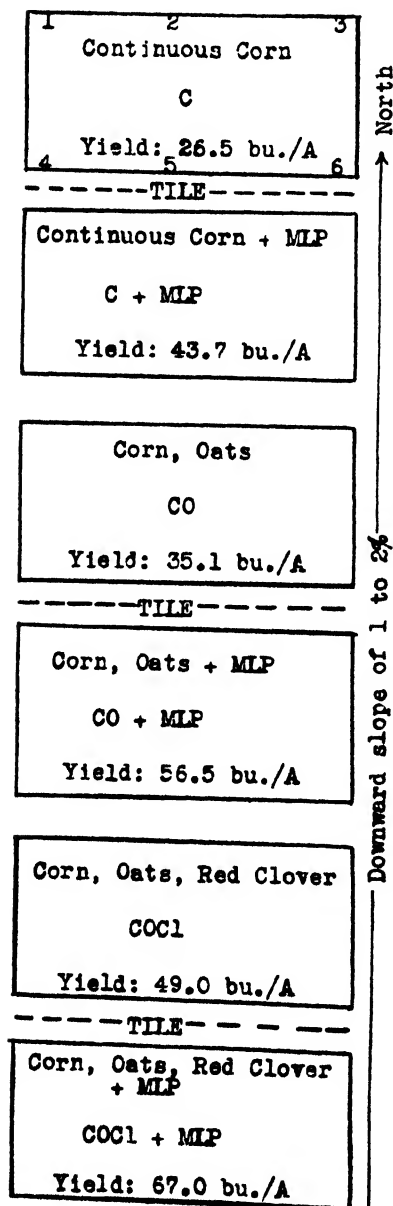 1 2 3
Continuous Corn
C
Yield: 26.5 bu./A
4 5 6
------TILE-------
Continuous Corn + MLP
C + MLP
Yield: 43.7 bu./A
Corn, Oats
CO
Yield: 35.1 bu./A
------TILE------
Corn, Oats + MLP
CO + MLP
Yield: 56.5 bu./A
Corn, Oats, Red Clover
COCl
Yield: 49.0 bu./A
-----TILE-- - --
Corn, Oats, Red Clover
+ MLP
COCl + MLP
Yield: 67.0 bu./A
Downward slope of 1 to 2%
North